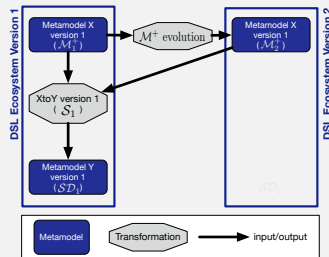 DSL Ecosystem Version 1
Metamodel X
version 1
(ℳ₁⁺)
ℳ⁺ evolution
Metamodel X
version 1
(ℳ₂⁺)
DSL Ecosystem Version 2
XtoY version 1
(𝒮₁)
Metamodel Y
version 1
(𝒮𝒟₁)
𝒮𝒟₂
Metamodel
Transformation
input/output